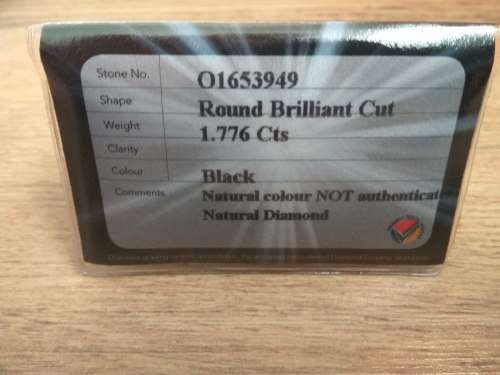 Stone No. O1653949
Shape Round Brilliant Cut
Weight 1.776 Cts
Clarity
Colour Black
Comments Natural colour NOT authenticat
Natural Diamond